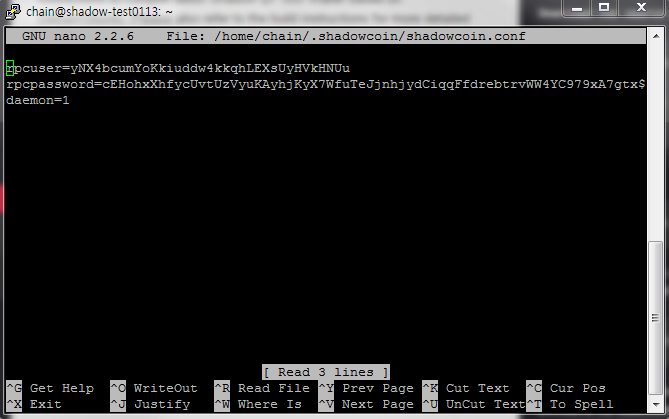 chain@shadow-test0113: ~
GNU nano 2.2.6 File: /home/chain/.shadowcoin/shadowcoin.conf
rpcuser=yNX4bcumYoKkiuddw4kkqhLEXsUyHVkHNUu
rpcpassword=cEHohxXhfycUvtUzVyuKAyhjKyX7WfuTeJjnhjydCiqqFfdrebtrvWW4YC979xA7gtx$
daemon=1
[ Read 3 lines ]
^G Get Help ^O WriteOut ^R Read File ^Y Prev Page ^K Cut Text ^C Cur Pos
^X Exit ^J Justify ^W Where Is ^V Next Page ^U UnCut Text ^T To Spell